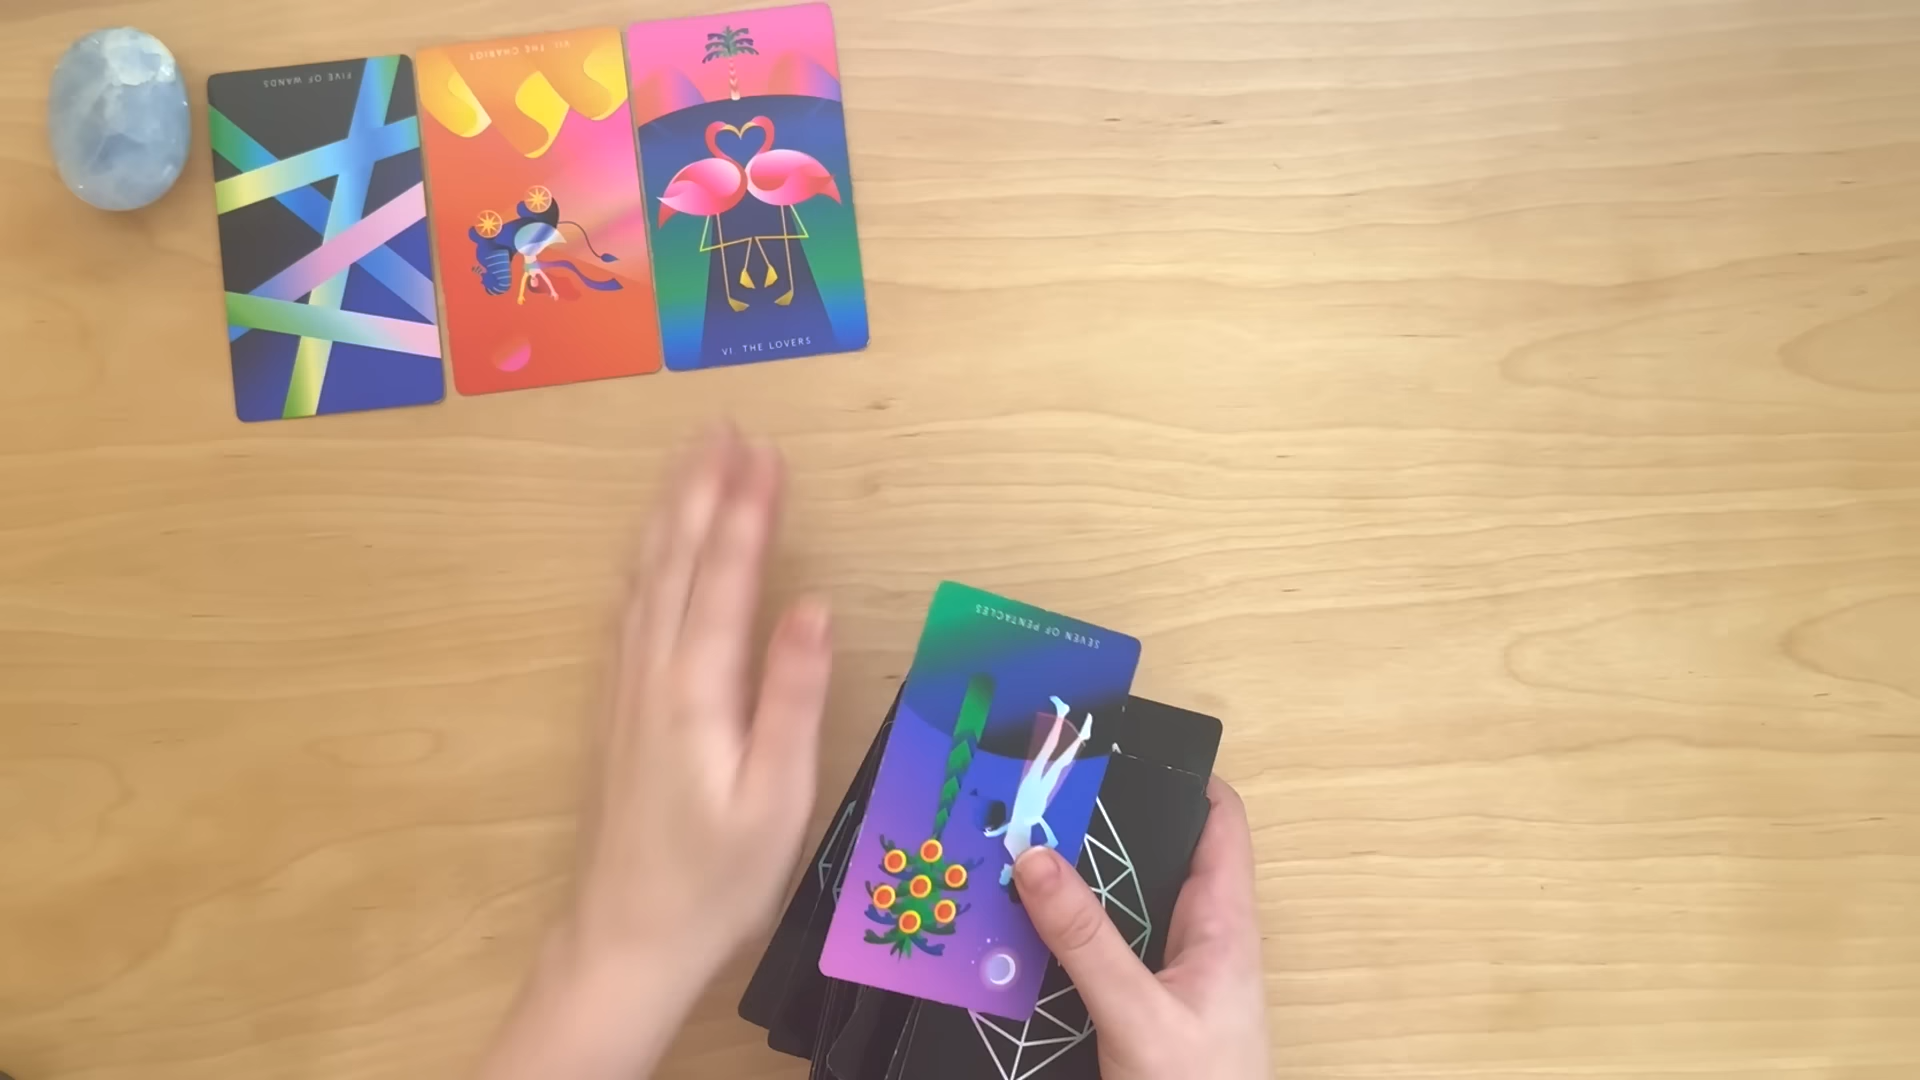 FIVE OF WANDS
VII THE CHARIOT
VI THE LOVERS
SEVEN OF PENTACLES